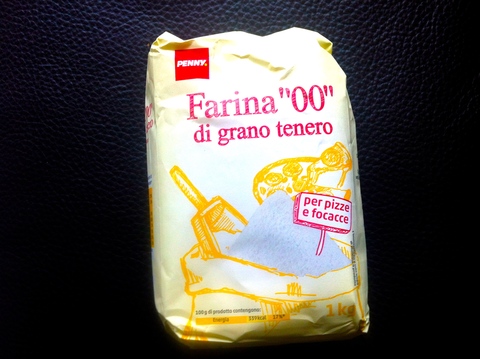 PENNY.
Farina "00"
di grano tenero
per pizze
e focacce
100 g di prodotto contengono:
Energia
1 kg